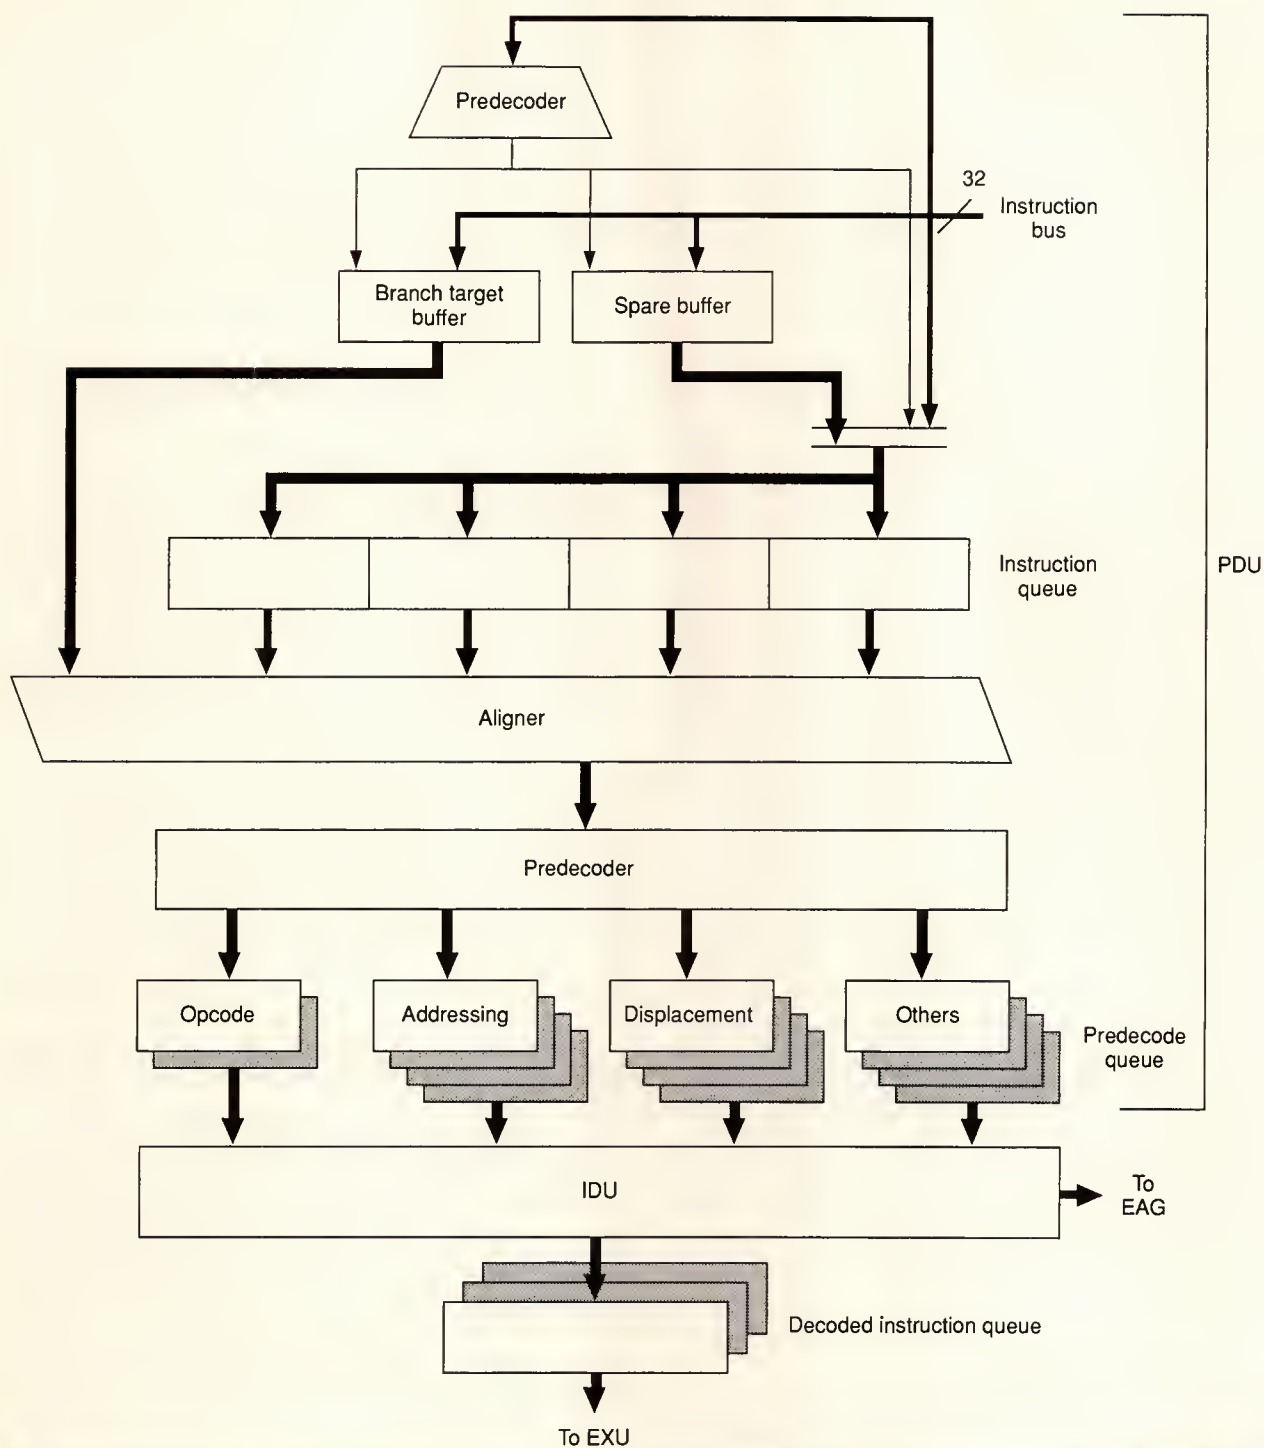 Predecoder
32
Instruction
bus
Branch target
buffer
Spare buffer
Instruction
queue
PDU
Aligner
Predecoder
Opcode
Addressing
Displacement
Others
Predecode
queue
IDU
To
EAG
Decoded instruction queue
To EXU